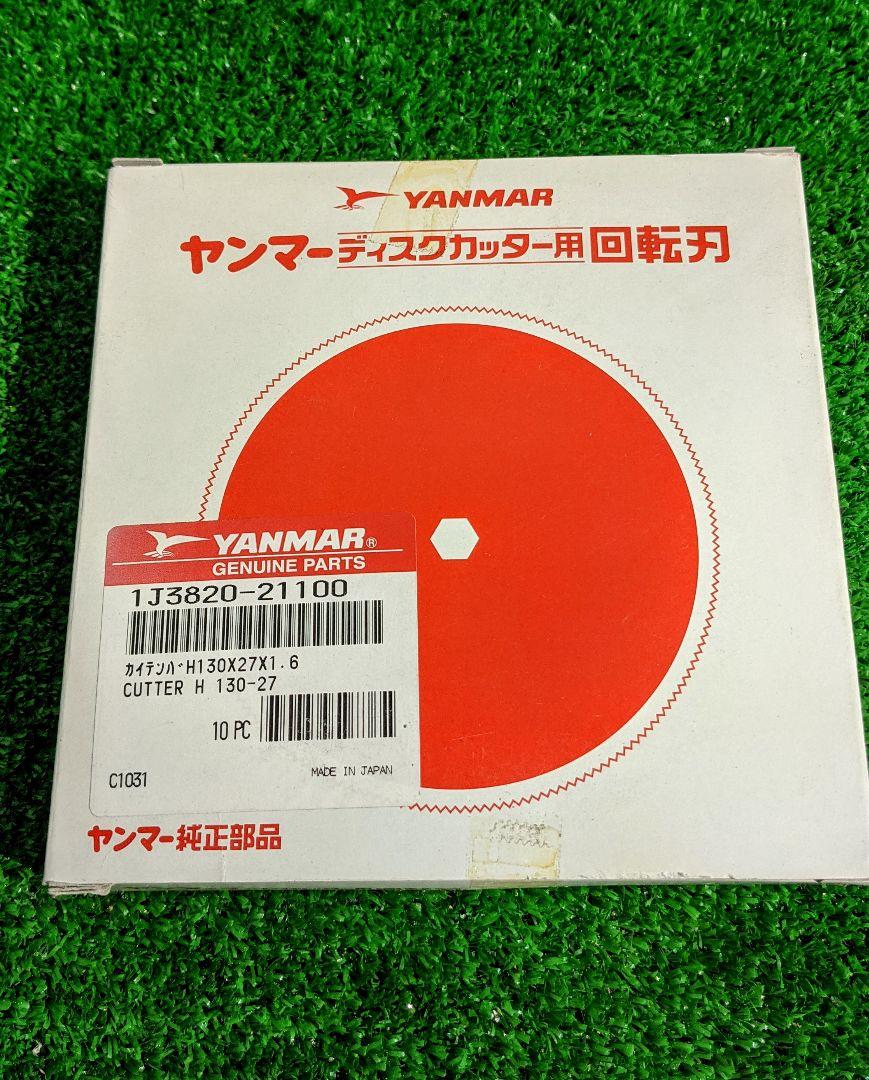 YANMAR
ヤンマーディスクカッター用回転刃
YANMAR®
GENUINE PARTS
1J3820-21100
ｶｲﾃﾝﾊﾞH130X27X1.6
CUTTER H 130-27
10 PC
C1031
MADE IN JAPAN
ヤンマー純正部品